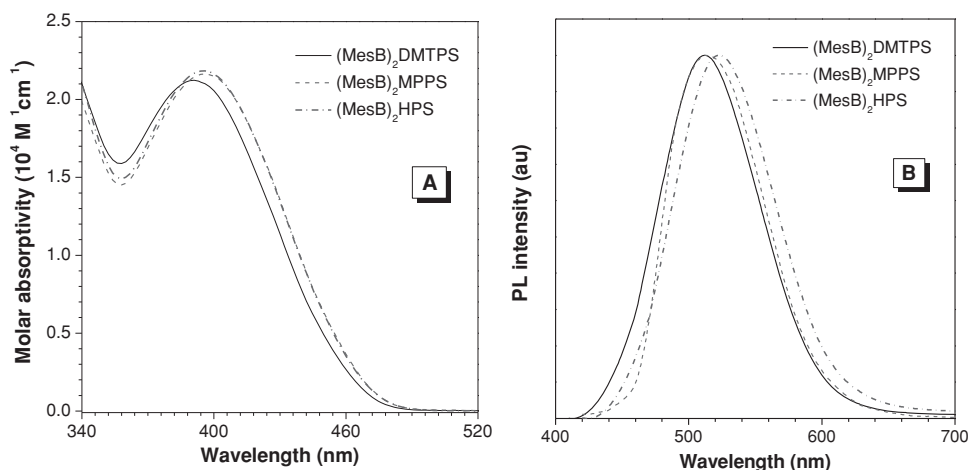 2.5
2.0
1.5
1.0
0.5
0.0
340
400
460
520
Molar absorptivity (10⁴ M⁻¹cm⁻¹)
Wavelength (nm)
(MesB)₂DMTPS
(MesB)₂MPPS
(MesB)₂HPS
A
PL intensity (au)
400
500
600
700
Wavelength (nm)
(MesB)₂DMTPS
(MesB)₂MPPS
(MesB)₂HPS
B